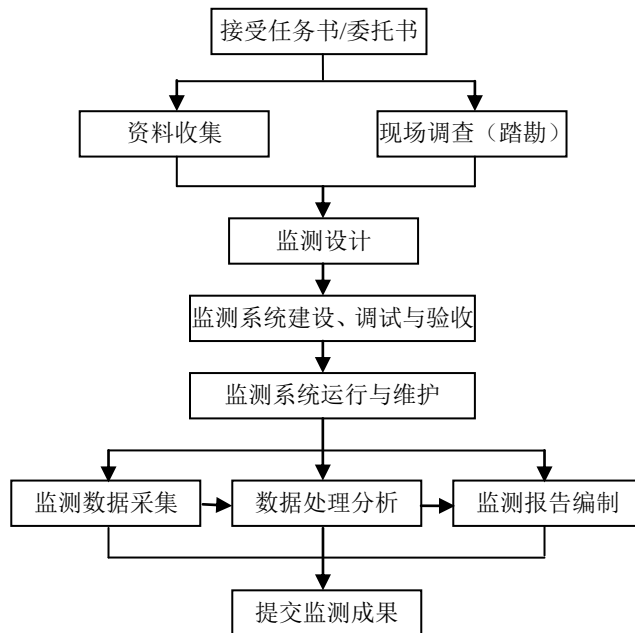 接受任务书/委托书
资料收集
现场调查（踏勘）
监测设计
监测系统建设、调试与验收
监测系统运行与维护
监测数据采集
数据处理分析
监测报告编制
提交监测成果